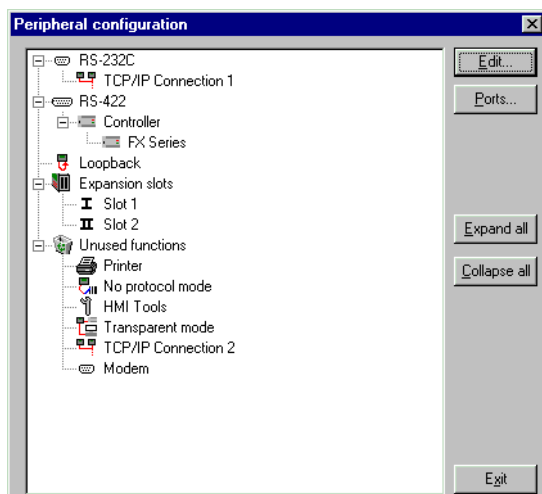 Peripheral configuration
RS-232C
TCP/IP Connection 1
RS-422
Controller
FX Series
Loopback
Expansion slots
Slot 1
Slot 2
Unused functions
Printer
No protocol mode
HMI Tools
Transparent mode
TCP/IP Connection 2
Modem
Edit...
Ports...
Expand all
Collapse all
Exit